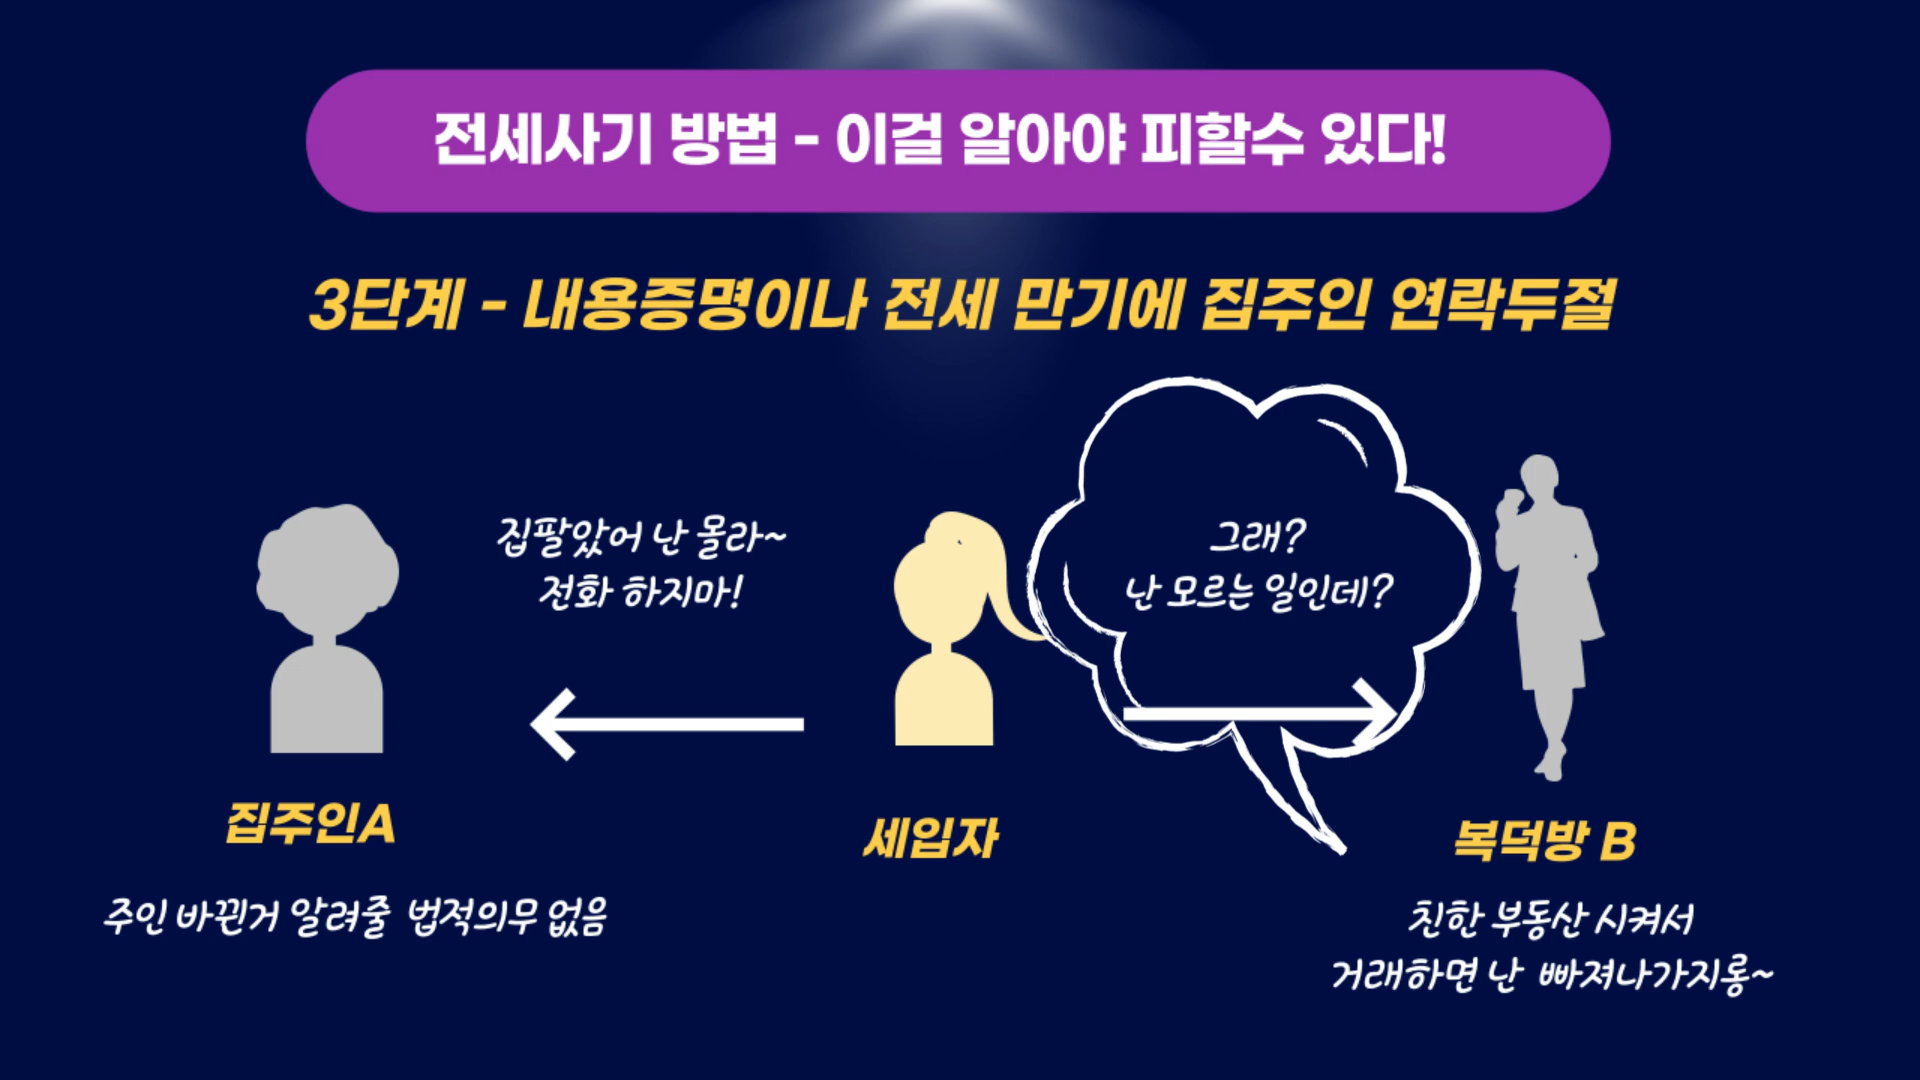 전세사기 방법 - 이걸 알아야 피할수 있다!
3단계 - 내용증명이나 전세 만기에 집주인 연락두절
집팔았어 난 몰라~
전화 하지마!
그래?
난 모르는 일인데?
집주인A
세입자
복덕방 B
주인 바뀐거 알려줄 법적의무 없음
친한 부동산 시켜서
거래하면 난 빠져나가지롱~